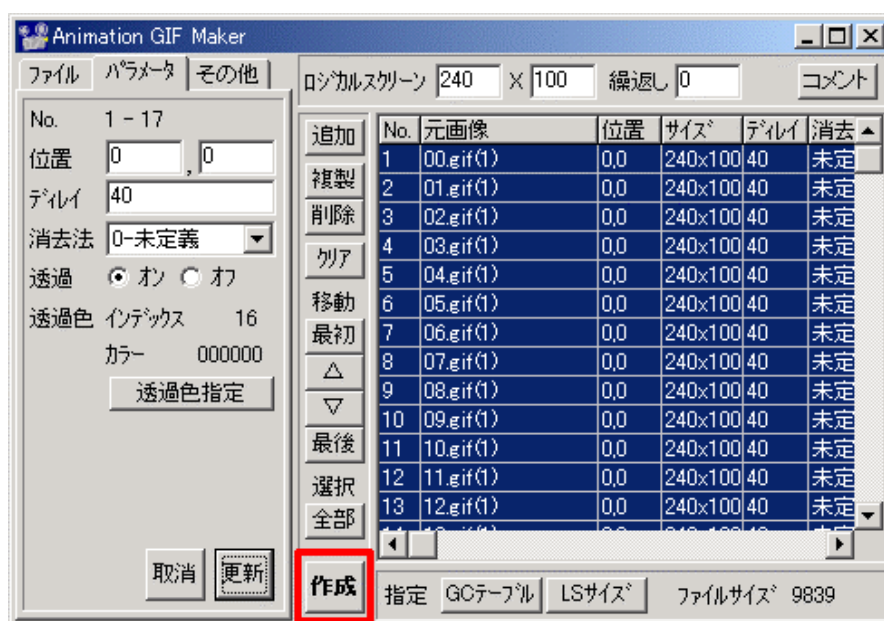 Animation GIF Maker
ファイル パラメータ その他
No. 1 - 17
位置 0 , 0
ディレイ 40
消去法 0-未定義
透過 オン オフ
透過色 インデックス 16
カラー 000000
透過色指定
取消 更新
ロジカルスクリーン 240 X 100 繰返し 0 コメント
追加
複製
削除
クリア
移動
最初
△
▽
最後
選択
全部
作成
No. 元画像 位置 サイズ ディレイ 消去
1 00.gif(1) 0,0 240x100 40 未定
2 01.gif(1) 0,0 240x100 40 未定
3 02.gif(1) 0,0 240x100 40 未定
4 03.gif(1) 0,0 240x100 40 未定
5 04.gif(1) 0,0 240x100 40 未定
6 05.gif(1) 0,0 240x100 40 未定
7 06.gif(1) 0,0 240x100 40 未定
8 07.gif(1) 0,0 240x100 40 未定
9 08.gif(1) 0,0 240x100 40 未定
10 09.gif(1) 0,0 240x100 40 未定
11 10.gif(1) 0,0 240x100 40 未定
12 11.gif(1) 0,0 240x100 40 未定
13 12.gif(1) 0,0 240x100 40 未定
指定 GCテーブル LSサイズ ファイルサイズ 9839